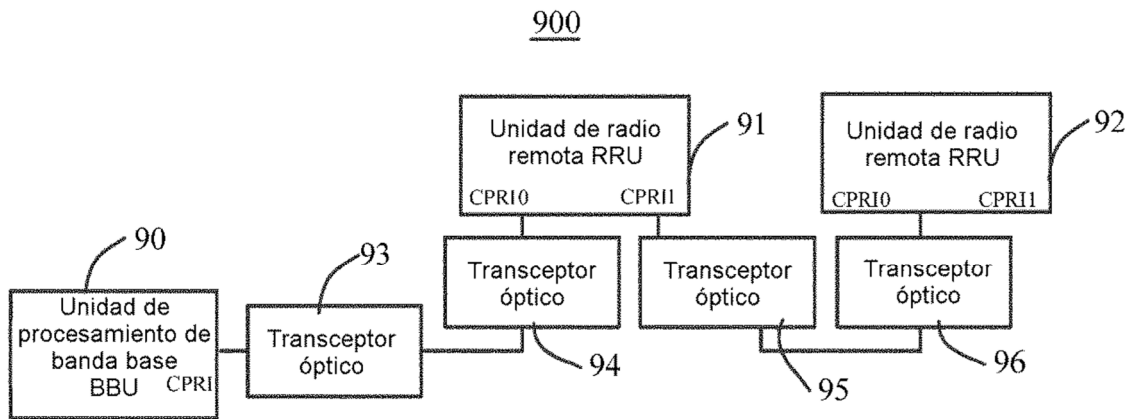 900
Unidad de radio
remota RRU
CPRI0
CPRI1
91
Unidad de radio
remota RRU
CPRI0
CPRI1
92
90
Unidad de
procesamiento de
banda base
BBU
CPRI
93
Transceptor
óptico
Transceptor
óptico
94
Transceptor
óptico
95
Transceptor
óptico
96